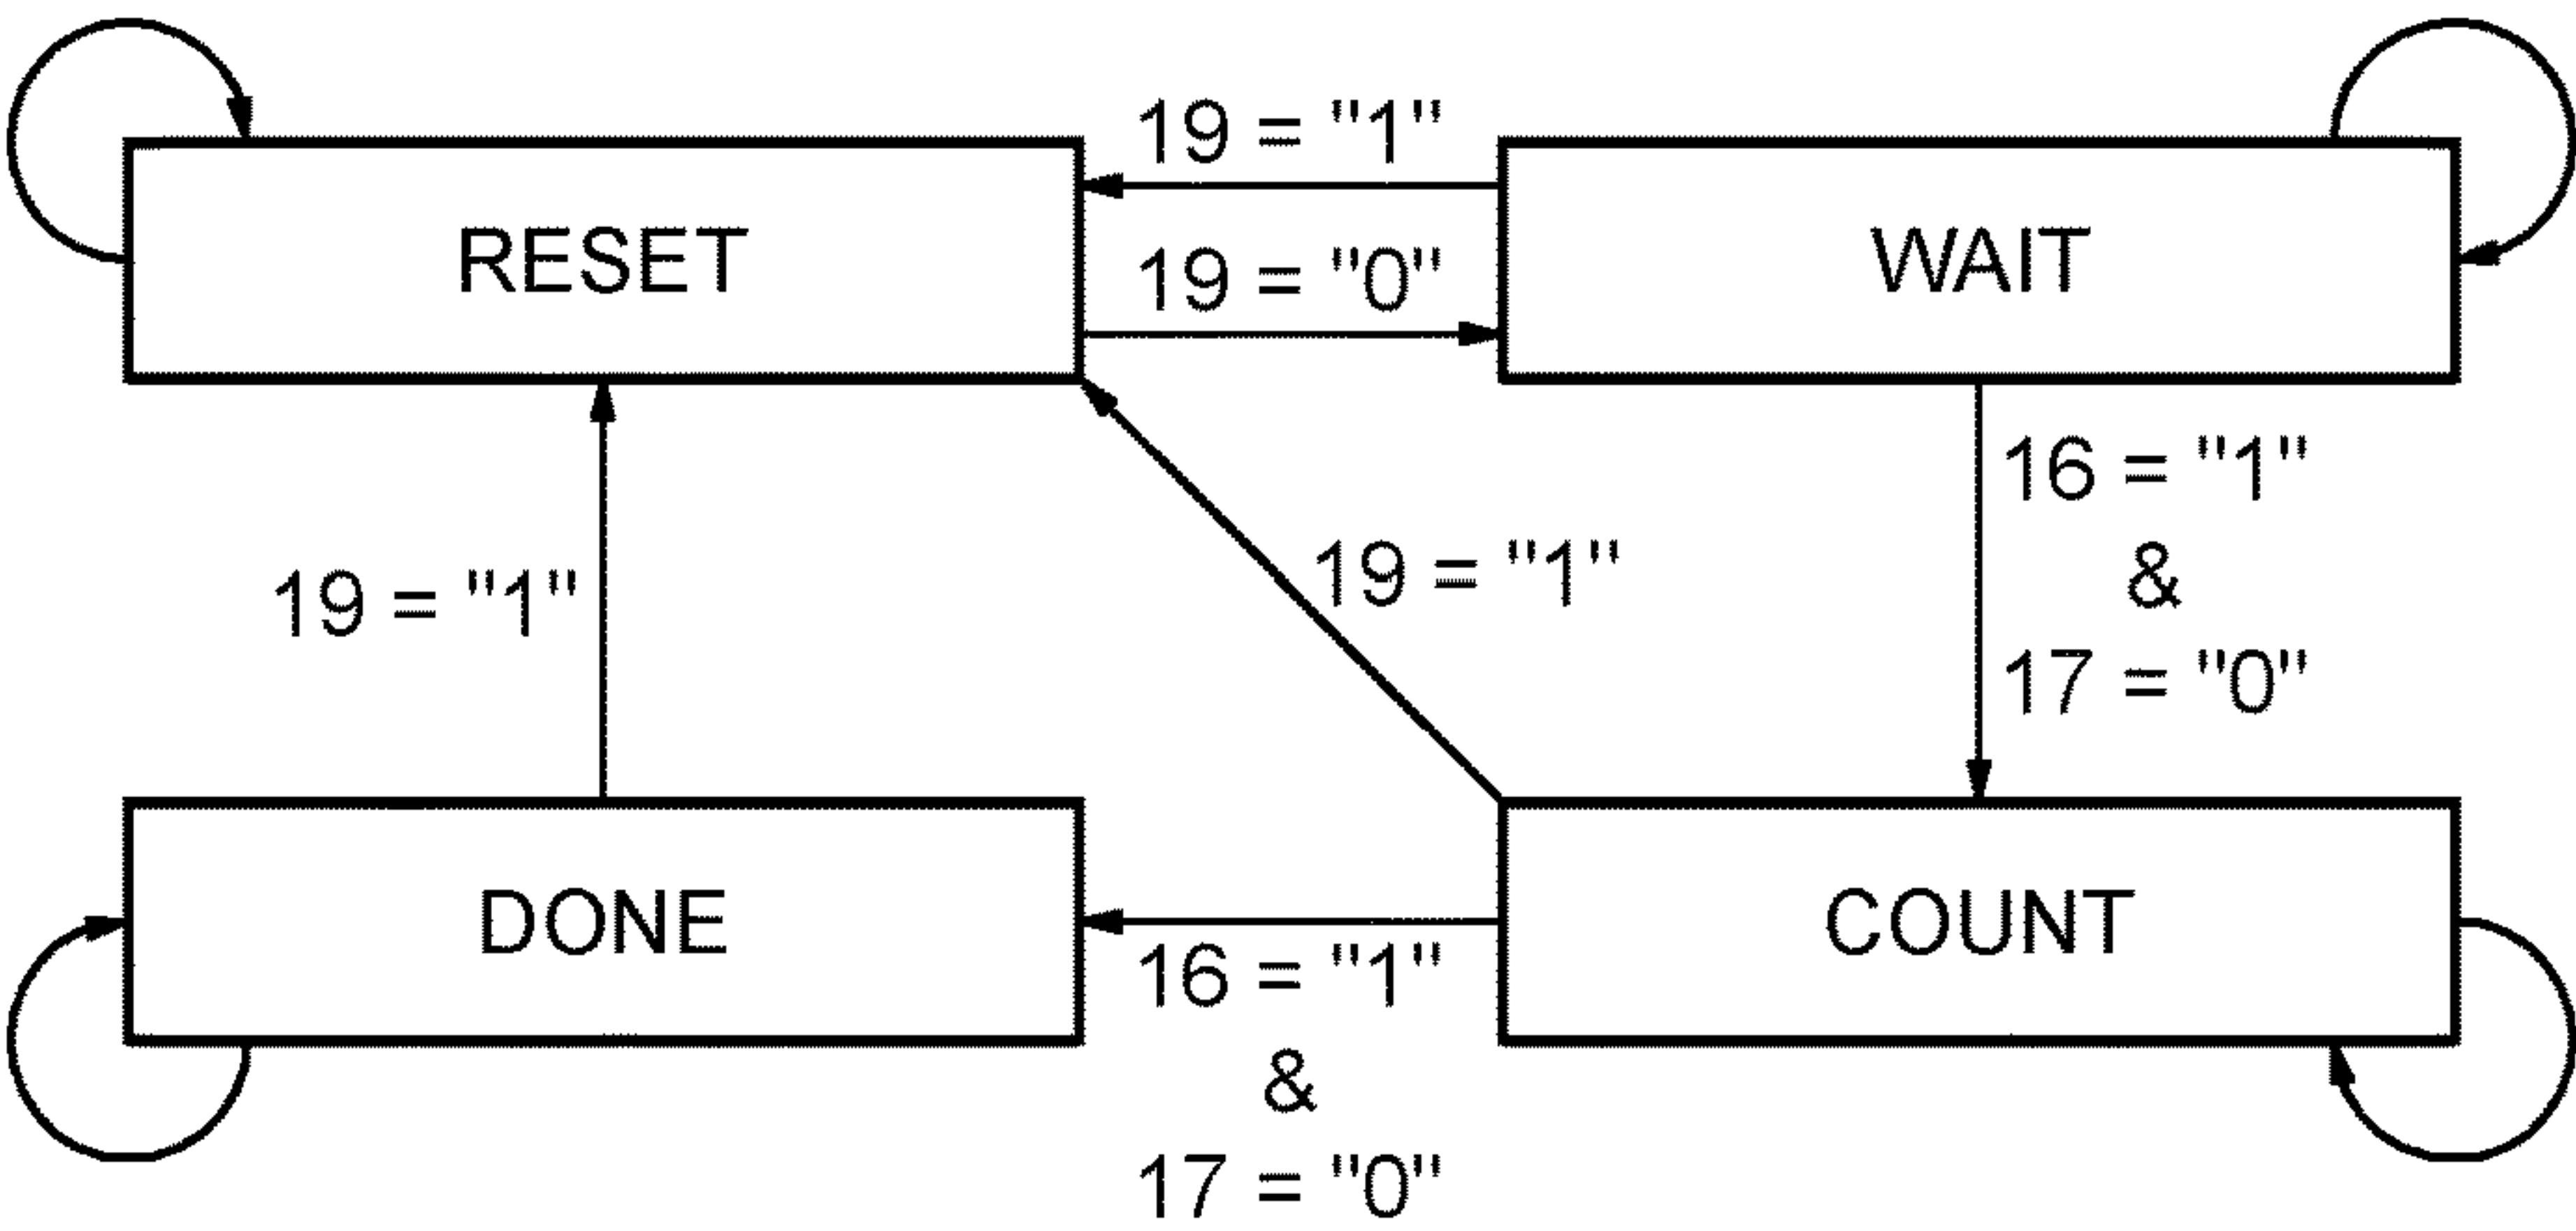 19 = "1"
RESET
WAIT
19 = "0"
16 = "1"
&
17 = "0"
19 = "1"
19 = "1"
DONE
COUNT
16 = "1"
&
17 = "0"